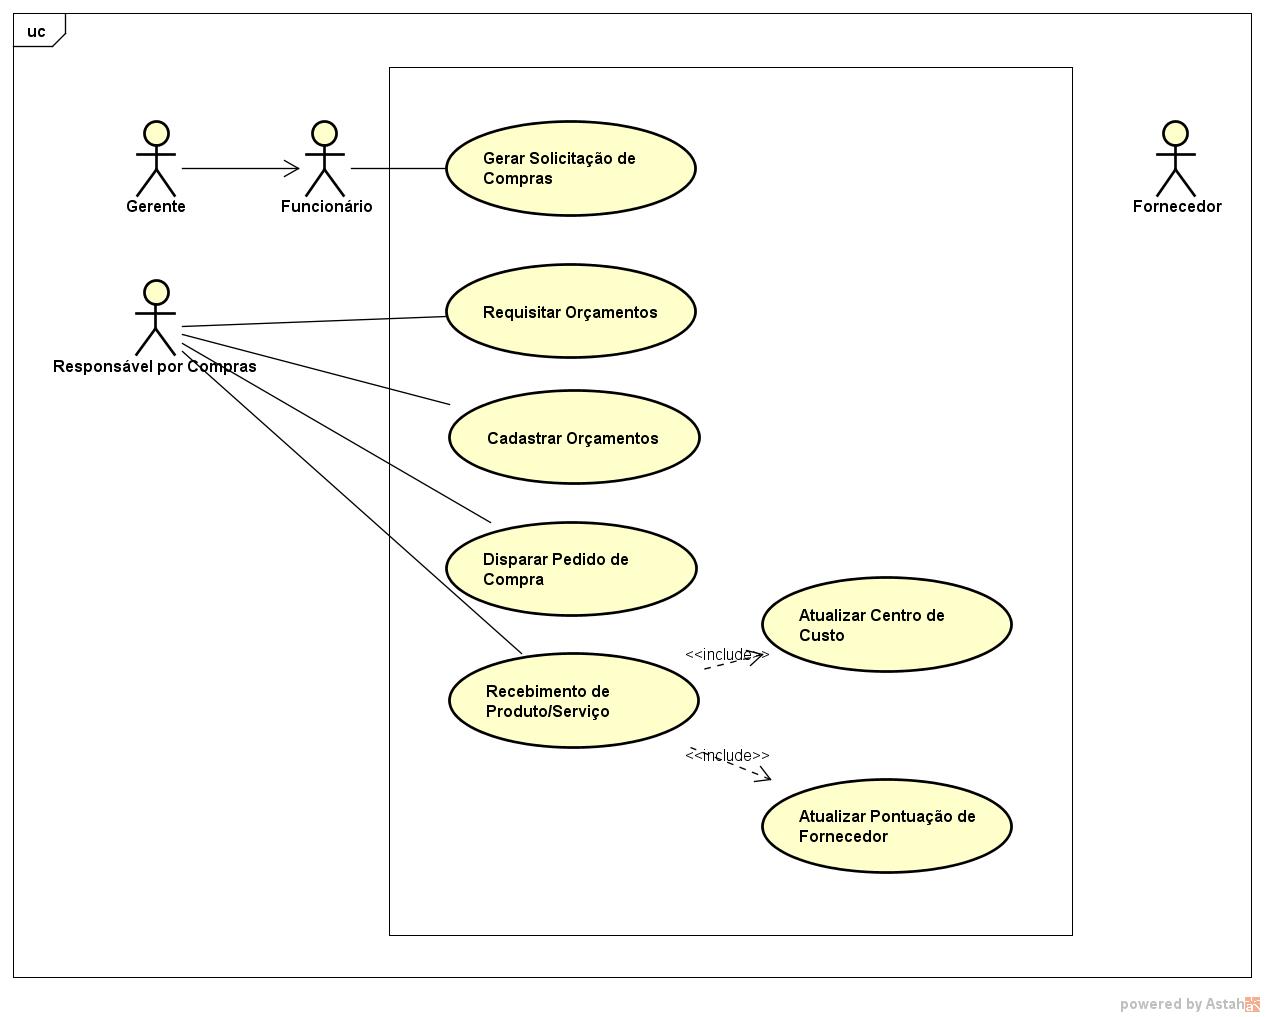 uc
Gerente
Funcionário
Fornecedor
Gerar Solicitação de
Compras
Responsável por Compras
Requisitar Orçamentos
Cadastrar Orçamentos
Disparar Pedido de
Compra
Atualizar Centro de
Custo
<<include>>
Recebimento de
Produto/Serviço
<<include>>
Atualizar Pontuação de
Fornecedor
powered by Astah